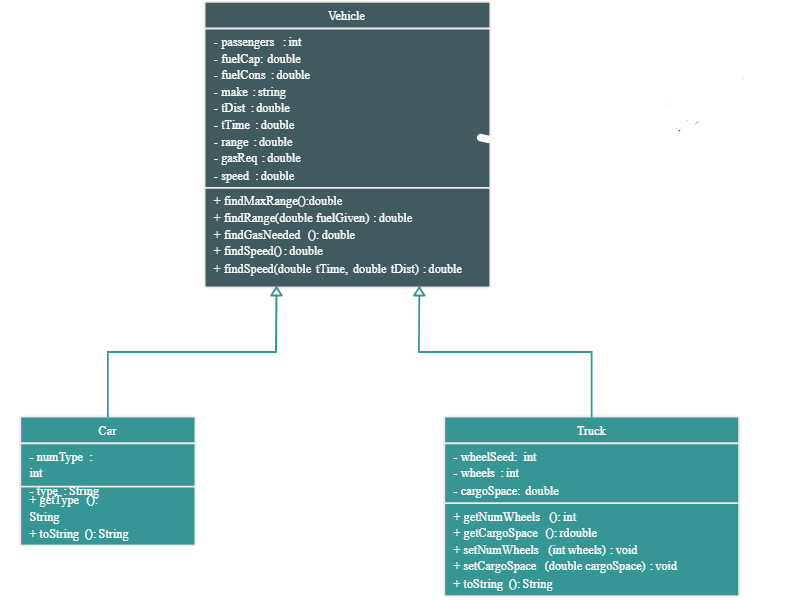 Vehicle
- passengers : int
- fuelCap: double
- fuelCons : double
- make : string
- tDist : double
- tTime : double
- range : double
- gasReq : double
- speed : double
+ findMaxRange():double
+ findRange(double fuelGiven) : double
+ findGasNeeded (): double
+ findSpeed() : double
+ findSpeed(double tTime, double tDist) : double
Car
- numType :
int
- type : String
+ getType ():
String
+ toString (): String
Truck
- wheelSeed: int
- wheels : int
- cargoSpace: double
+ getNumWheels (): int
+ getCargoSpace (): rdouble
+ setNumWheels (int wheels) : void
+ setCargoSpace (double cargoSpace) : void
+ toString (): String